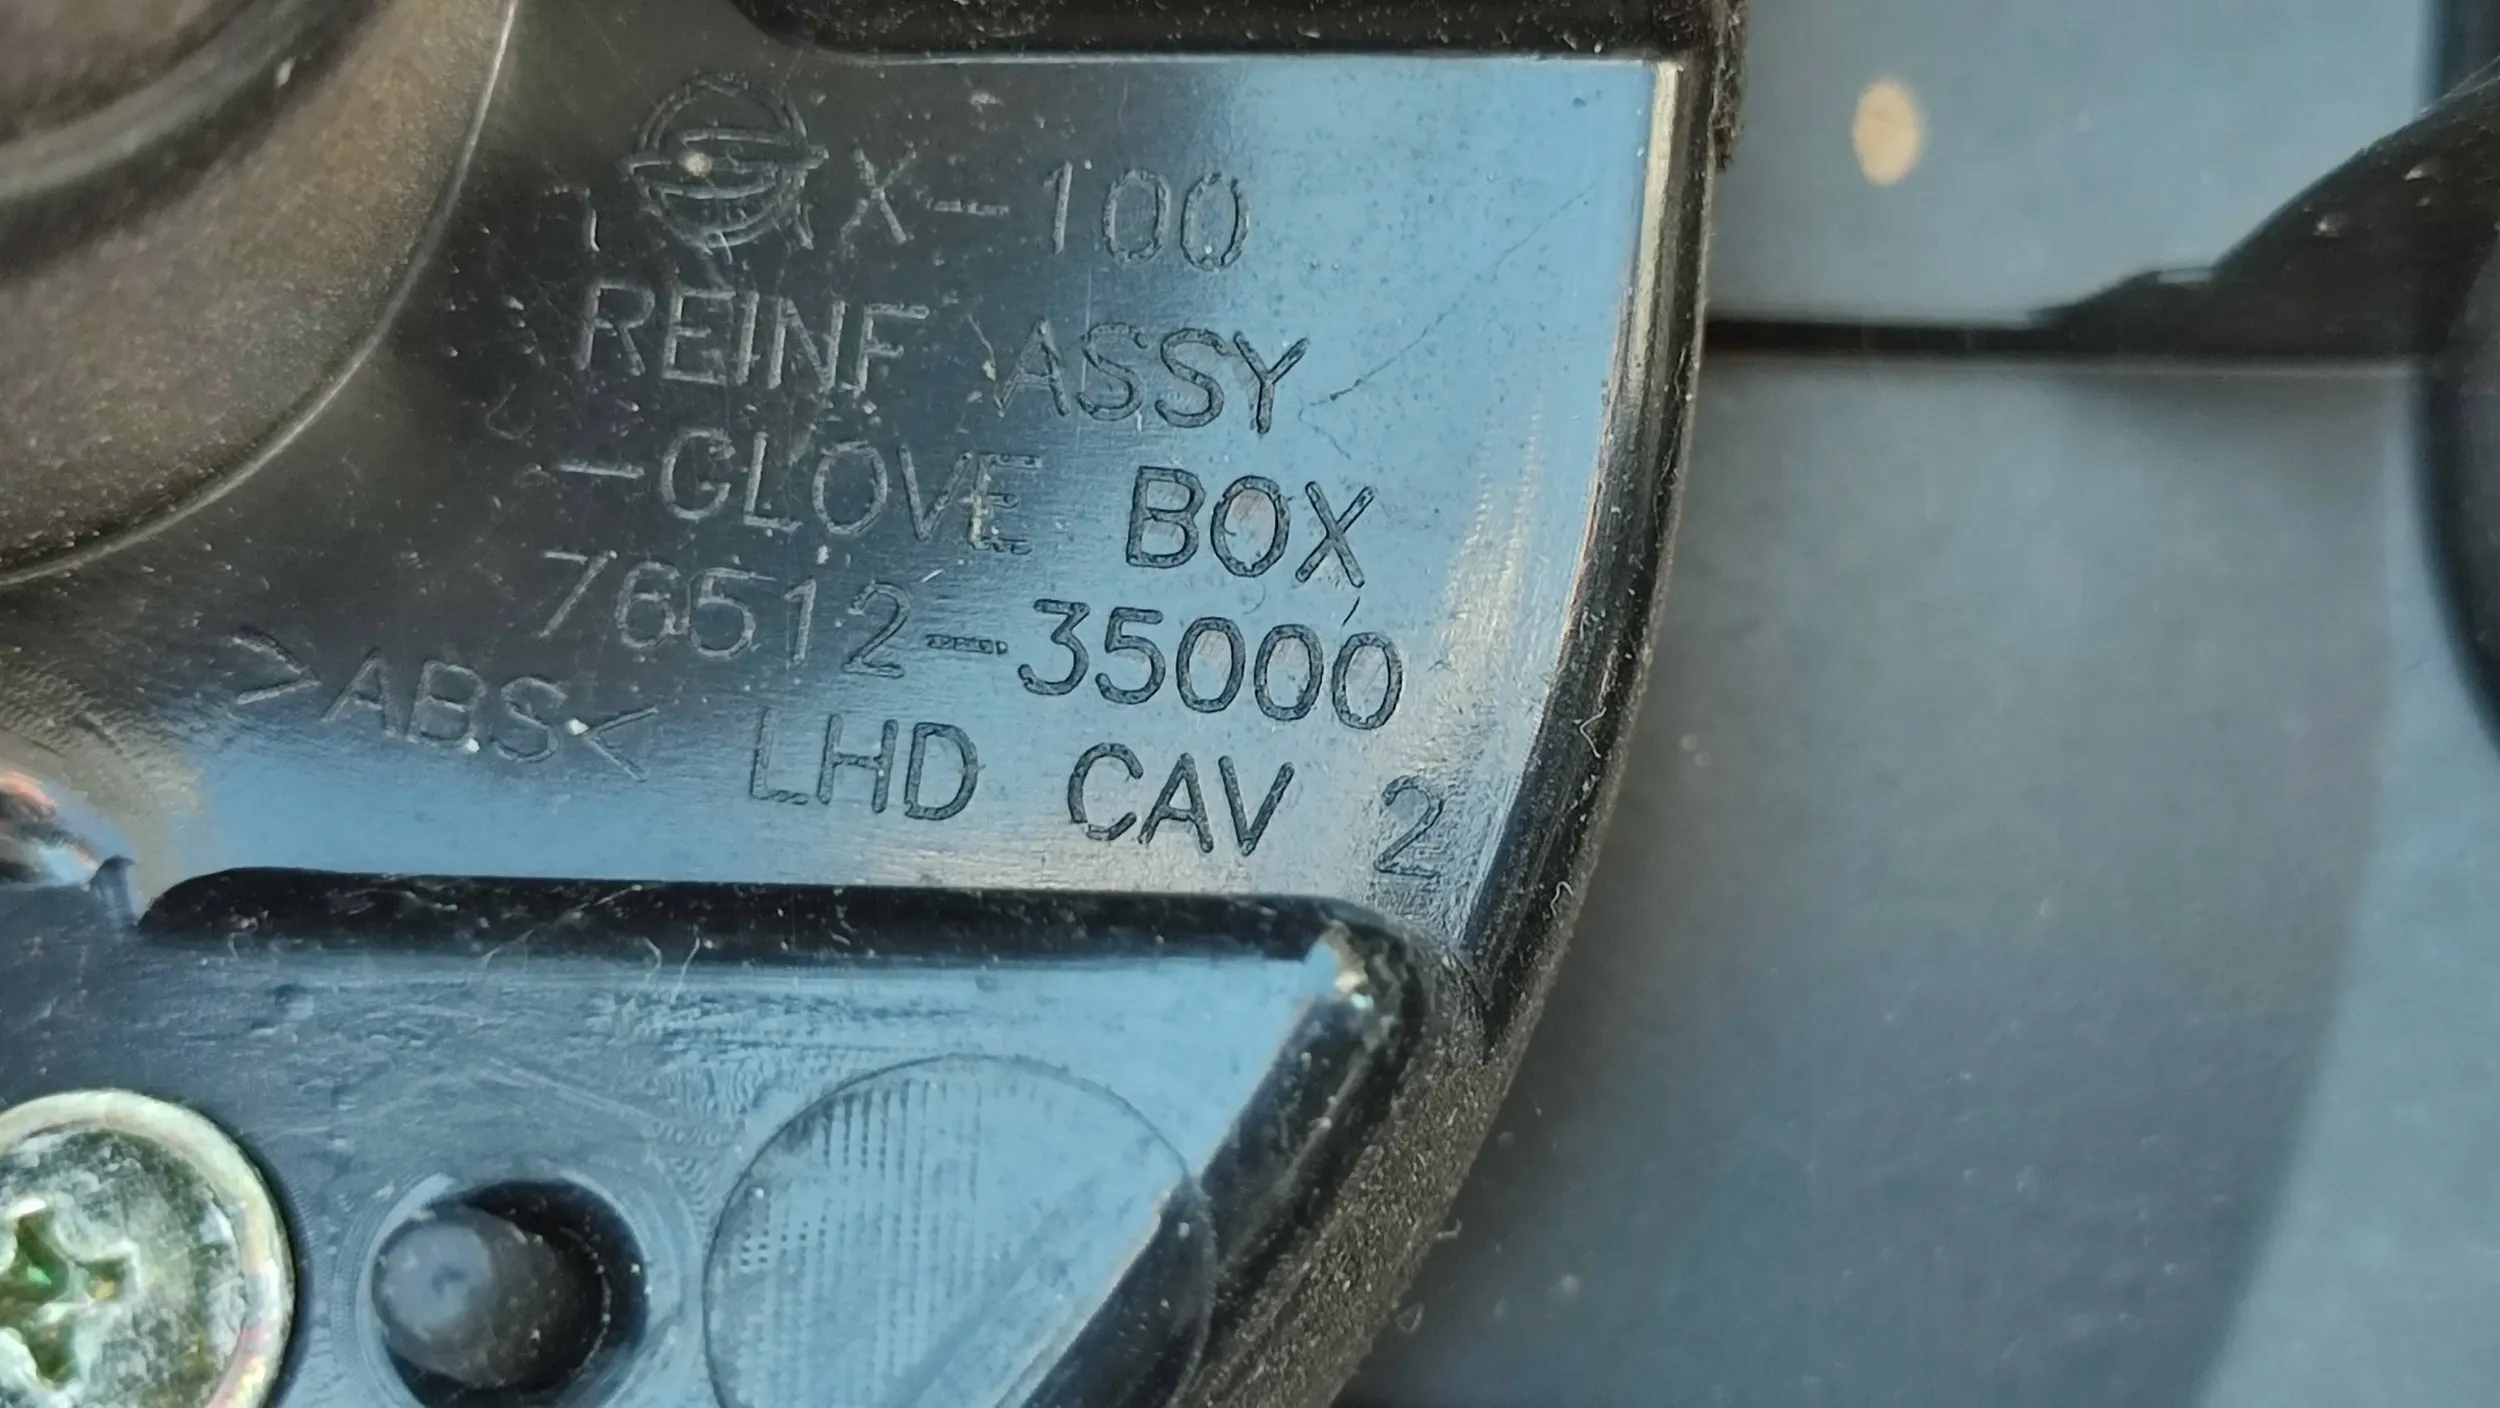 X-100
REINF ASSY
-GLOVE BOX
76512-35000
>ABS< LHD CAV 2